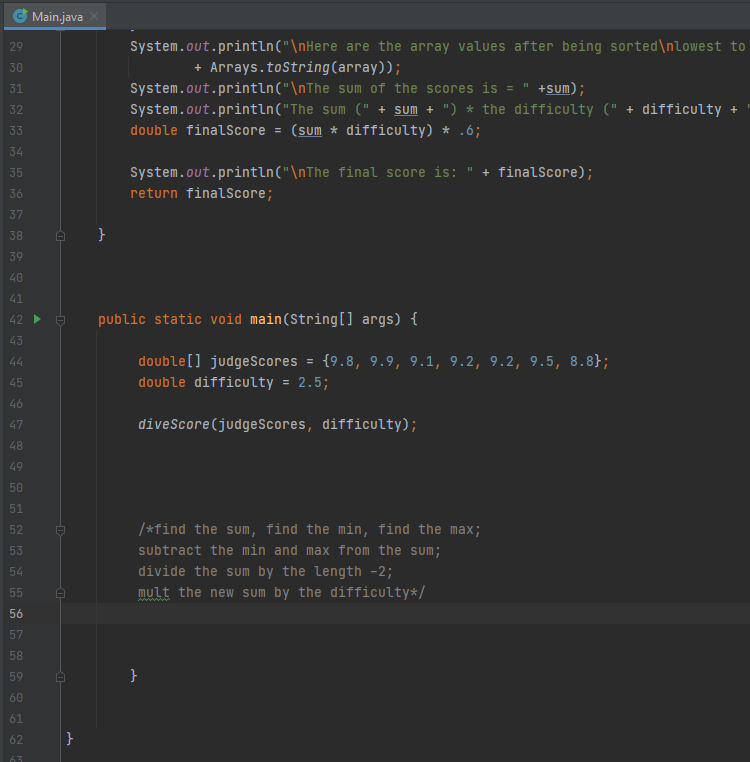 Main.java
29 System.out.println("\nHere are the array values after being sorted\nlowest to
30 + Arrays.toString(array));
31 System.out.println("\nThe sum of the scores is = " +sum);
32 System.out.println("The sum (" + sum + ") * the difficulty (" + difficulty + "
33 double finalScore = (sum * difficulty) * .6;
34
35 System.out.println("\nThe final score is: " + finalScore);
36 return finalScore;
37
38 }
39
40
41
42 public static void main(String[] args) {
43
44 double[] judgeScores = {9.8, 9.9, 9.1, 9.2, 9.2, 9.5, 8.8};
45 double difficulty = 2.5;
46
47 diveScore(judgeScores, difficulty);
48
49
50
51
52 /*find the sum, find the min, find the max;
53 subtract the min and max from the sum;
54 divide the sum by the length -2;
55 mult the new sum by the difficulty*/
56
57
58
59 }
60
61
62 }
63